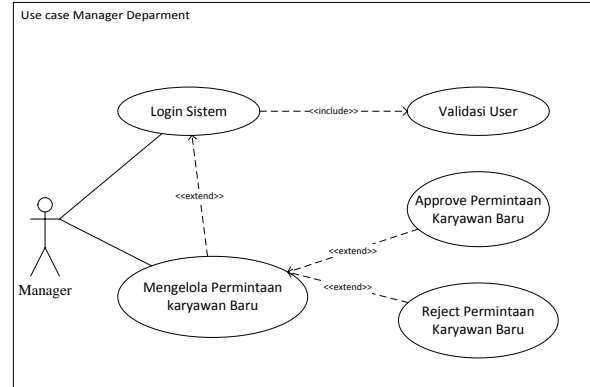 Use case Manager Deparment
Login Sistem
<<include>>
Validasi User
<<extend>>
Approve Permintaan
Karyawan Baru
<<extend>>
Manager
Mengelola Permintaan
karyawan Baru
<<extend>>
Reject Permintaan
Karyawan Baru